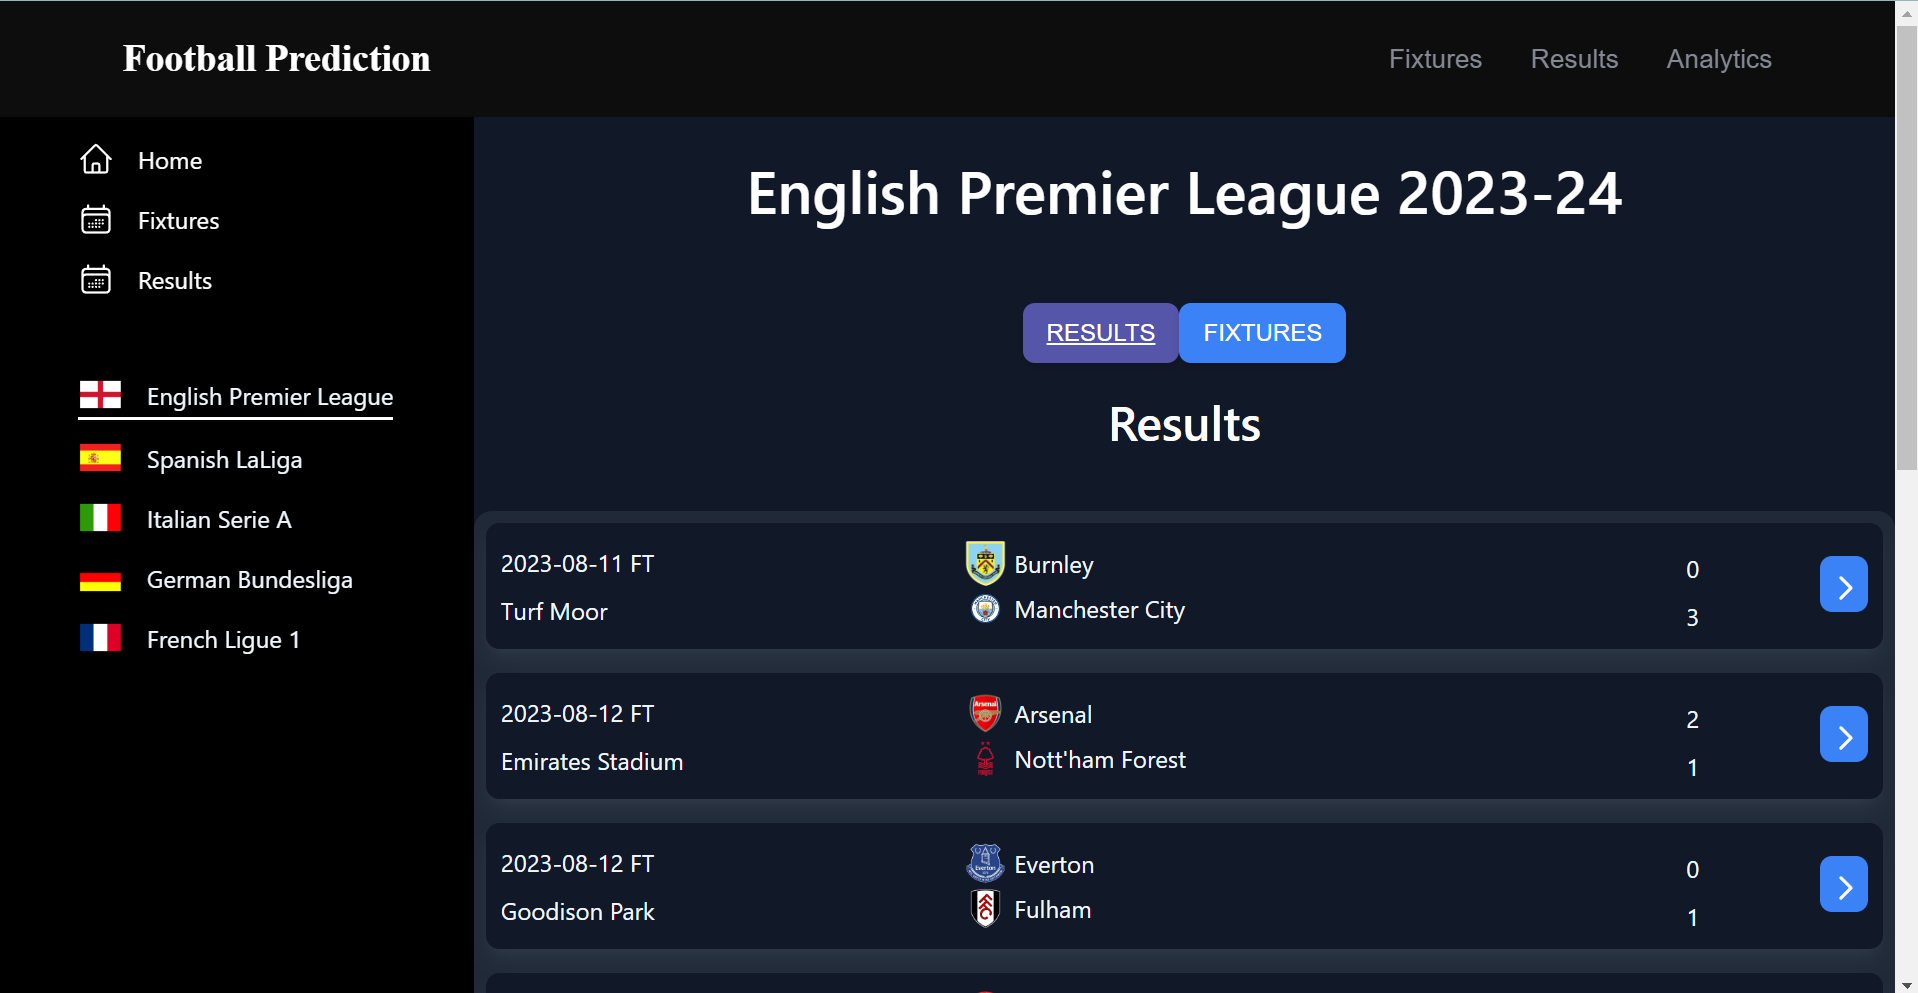 Football Prediction
Fixtures
Results
Analytics
Home
Fixtures
Results
English Premier League
Spanish LaLiga
Italian Serie A
German Bundesliga
French Ligue 1
English Premier League 2023-24
RESULTS
FIXTURES
Results
2023-08-11 FT
Turf Moor
Burnley
Manchester City
0
3
2023-08-12 FT
Emirates Stadium
Arsenal
Arsenal
Nott'ham Forest
2
1
2023-08-12 FT
Goodison Park
Everton
Everton
Fulham
0
1